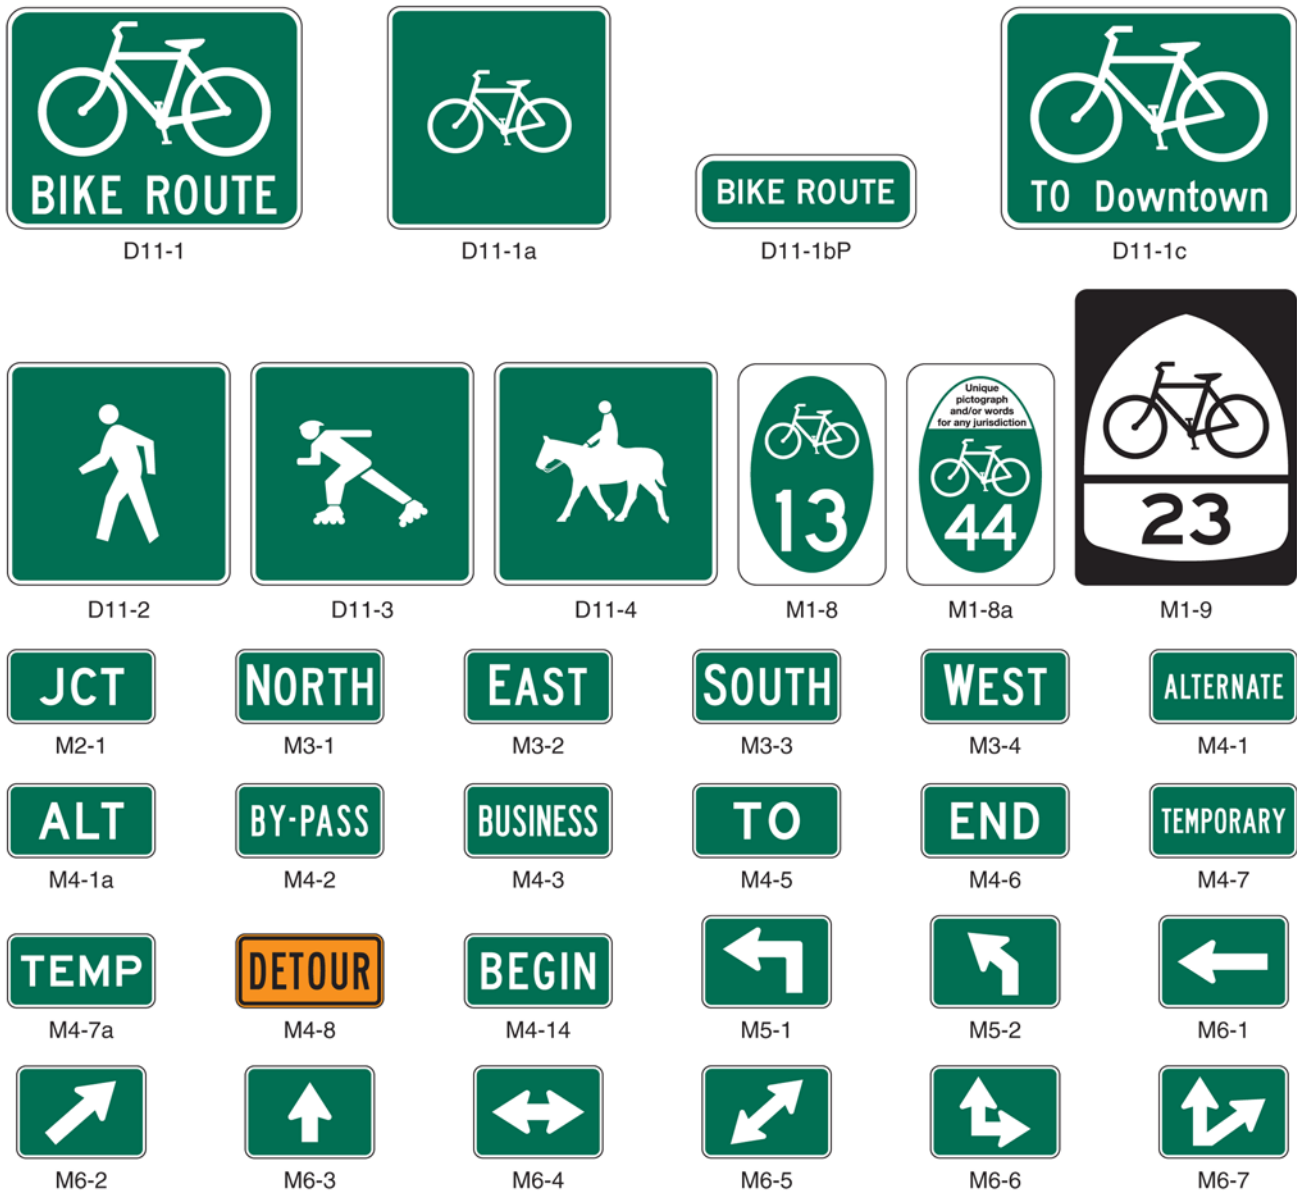 BIKE ROUTE
BIKE ROUTE
TO Downtown
D11-1
D11-1a
D11-1bP
D11-1c
Unique
pictograph
and/or words
for any jurisdiction
13
44
23
D11-2
D11-3
D11-4
M1-8
M1-8a
M1-9
JCT
NORTH
EAST
SOUTH
WEST
ALTERNATE
M2-1
M3-1
M3-2
M3-3
M3-4
M4-1
ALT
BY-PASS
BUSINESS
TO
END
TEMPORARY
M4-1a
M4-2
M4-3
M4-5
M4-6
M4-7
TEMP
DETOUR
BEGIN
M4-7a
M4-8
M4-14
M5-1
M5-2
M6-1
M6-2
M6-3
M6-4
M6-5
M6-6
M6-7